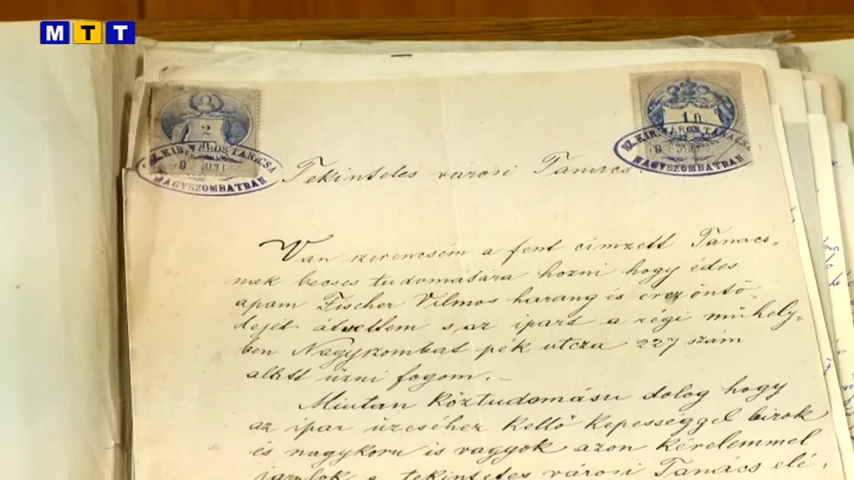 MTT
2
10
SZ. KIR. VÁROS TANÁCSA
NAGYSZOMBATBAN
SZ. KIR. VÁROS TANÁCSA
NAGYSZOMBATBAN
Tekintetes városi Tanács!
Van szerencsém a fent címzett Tanács-
nak becses tudomására hozni hogy édes
apám Fischer Vilmos harang és érczöntő-
dejét átvettem s az ipart a régi műhely-
ben Nagyszombat pék utcza 227 szám
alatt űzni fogom.-
Miután köztudomású dolog hogy
az ipar űzéséhez kellő képességgel bírok
és nagykorú is vagyok azon kérelemmel
járulok a tekintetes városi Tanács elé,